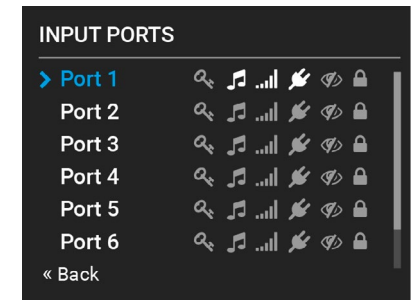 INPUT PORTS
Port 1
Port 2
Port 3
Port 4
Port 5
Port 6
« Back